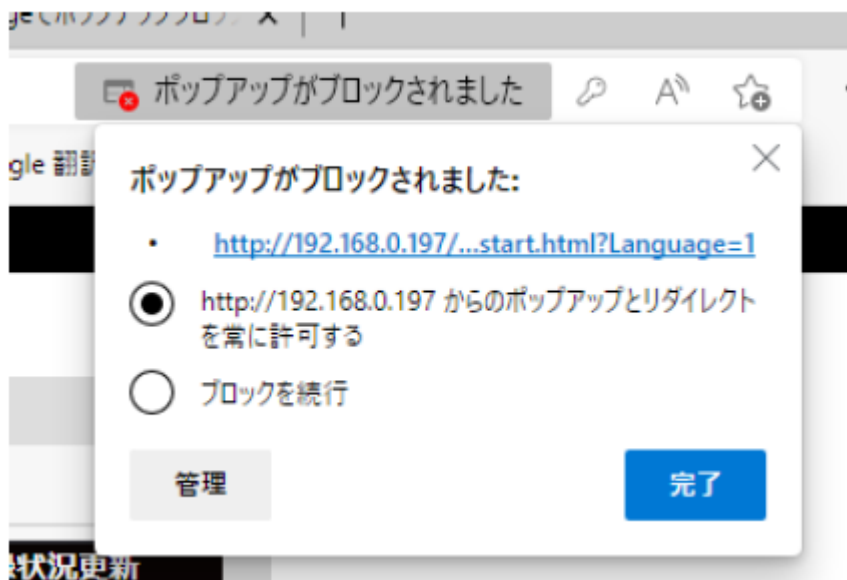 ポップアップがブロックされました
gle 翻訳
ポップアップがブロックされました:
• http://192.168.0.197/...start.html?Language=1
http://192.168.0.197 からのポップアップとリダイレクト
を常に許可する
ブロックを続行
管理 完了
状況更新